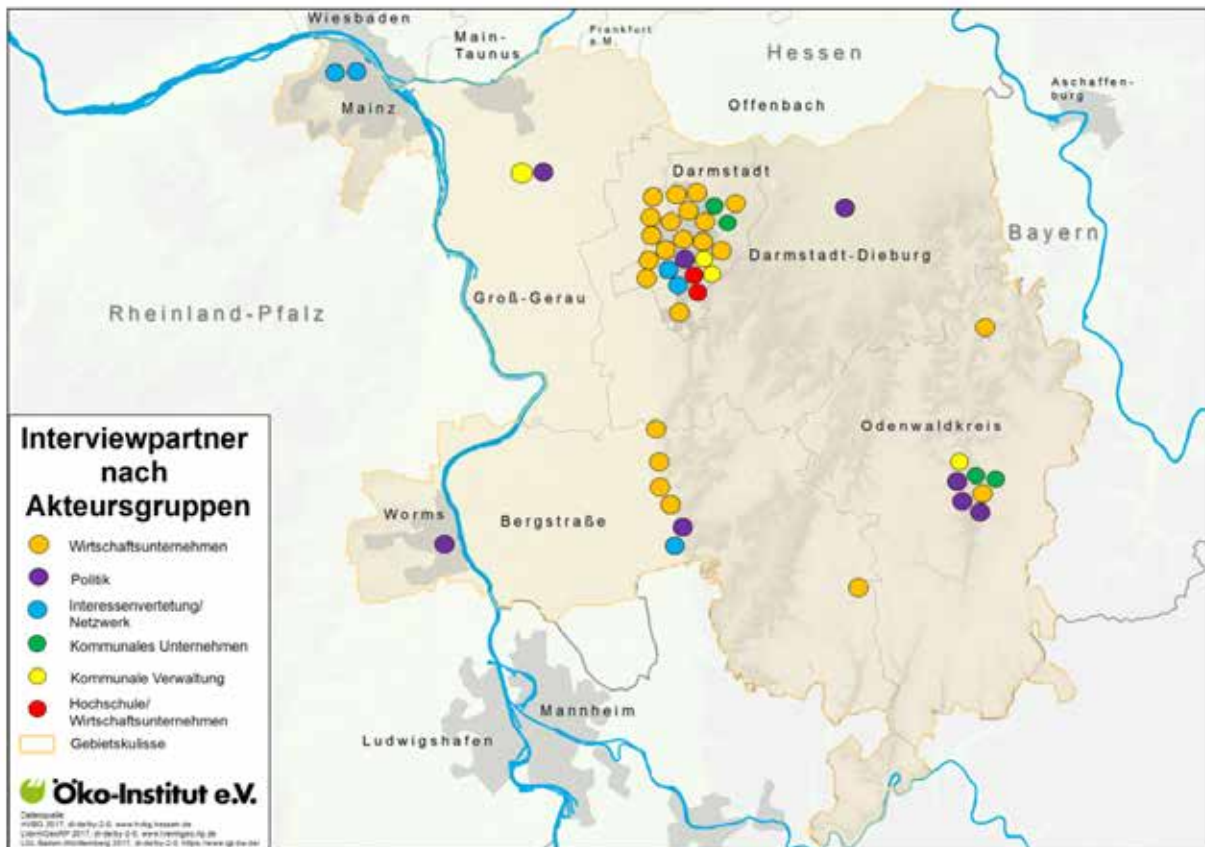 Wiesbaden
Main-
Taunus
Frankfurt
a.M.
Hessen
Aschaffen-
burg
Mainz
Offenbach
Darmstadt
Bayern
Darmstadt-Dieburg
Groß-Gerau
Rheinland-Pfalz
Odenwaldkreis
Worms
Bergstraße
Mannheim
Ludwigshafen
Interviewpartner
nach
Akteursgruppen
Wirtschaftsunternehmen
Politik
Interessenvertetung/
Netzwerk
Kommunales Unternehmen
Kommunale Verwaltung
Hochschule/
Wirtschaftsunternehmen
Gebietskulisse
Öko-Institut e.V.
Datenquelle: